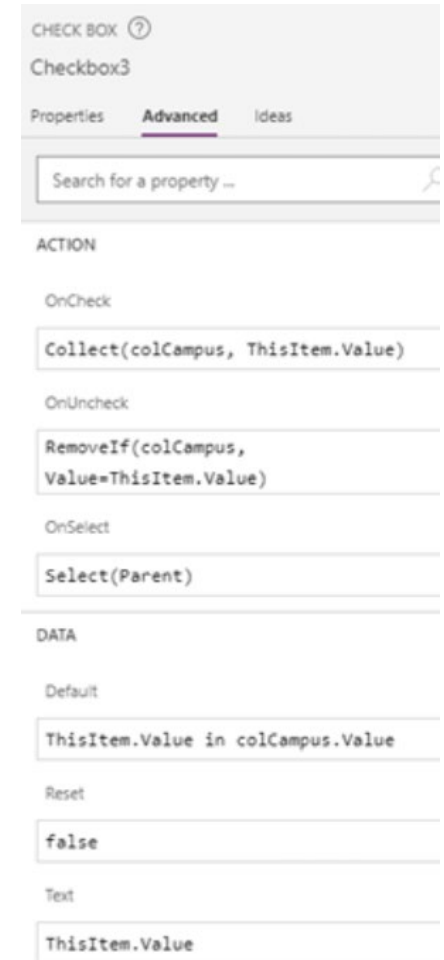 CHECK BOX ?
Checkbox3
Properties Advanced Ideas
Search for a property ...
ACTION
OnCheck
Collect(colCampus, ThisItem.Value)
OnUncheck
RemoveIf(colCampus,
Value=ThisItem.Value)
OnSelect
Select(Parent)
DATA
Default
ThisItem.Value in colCampus.Value
Reset
false
Text
ThisItem.Value